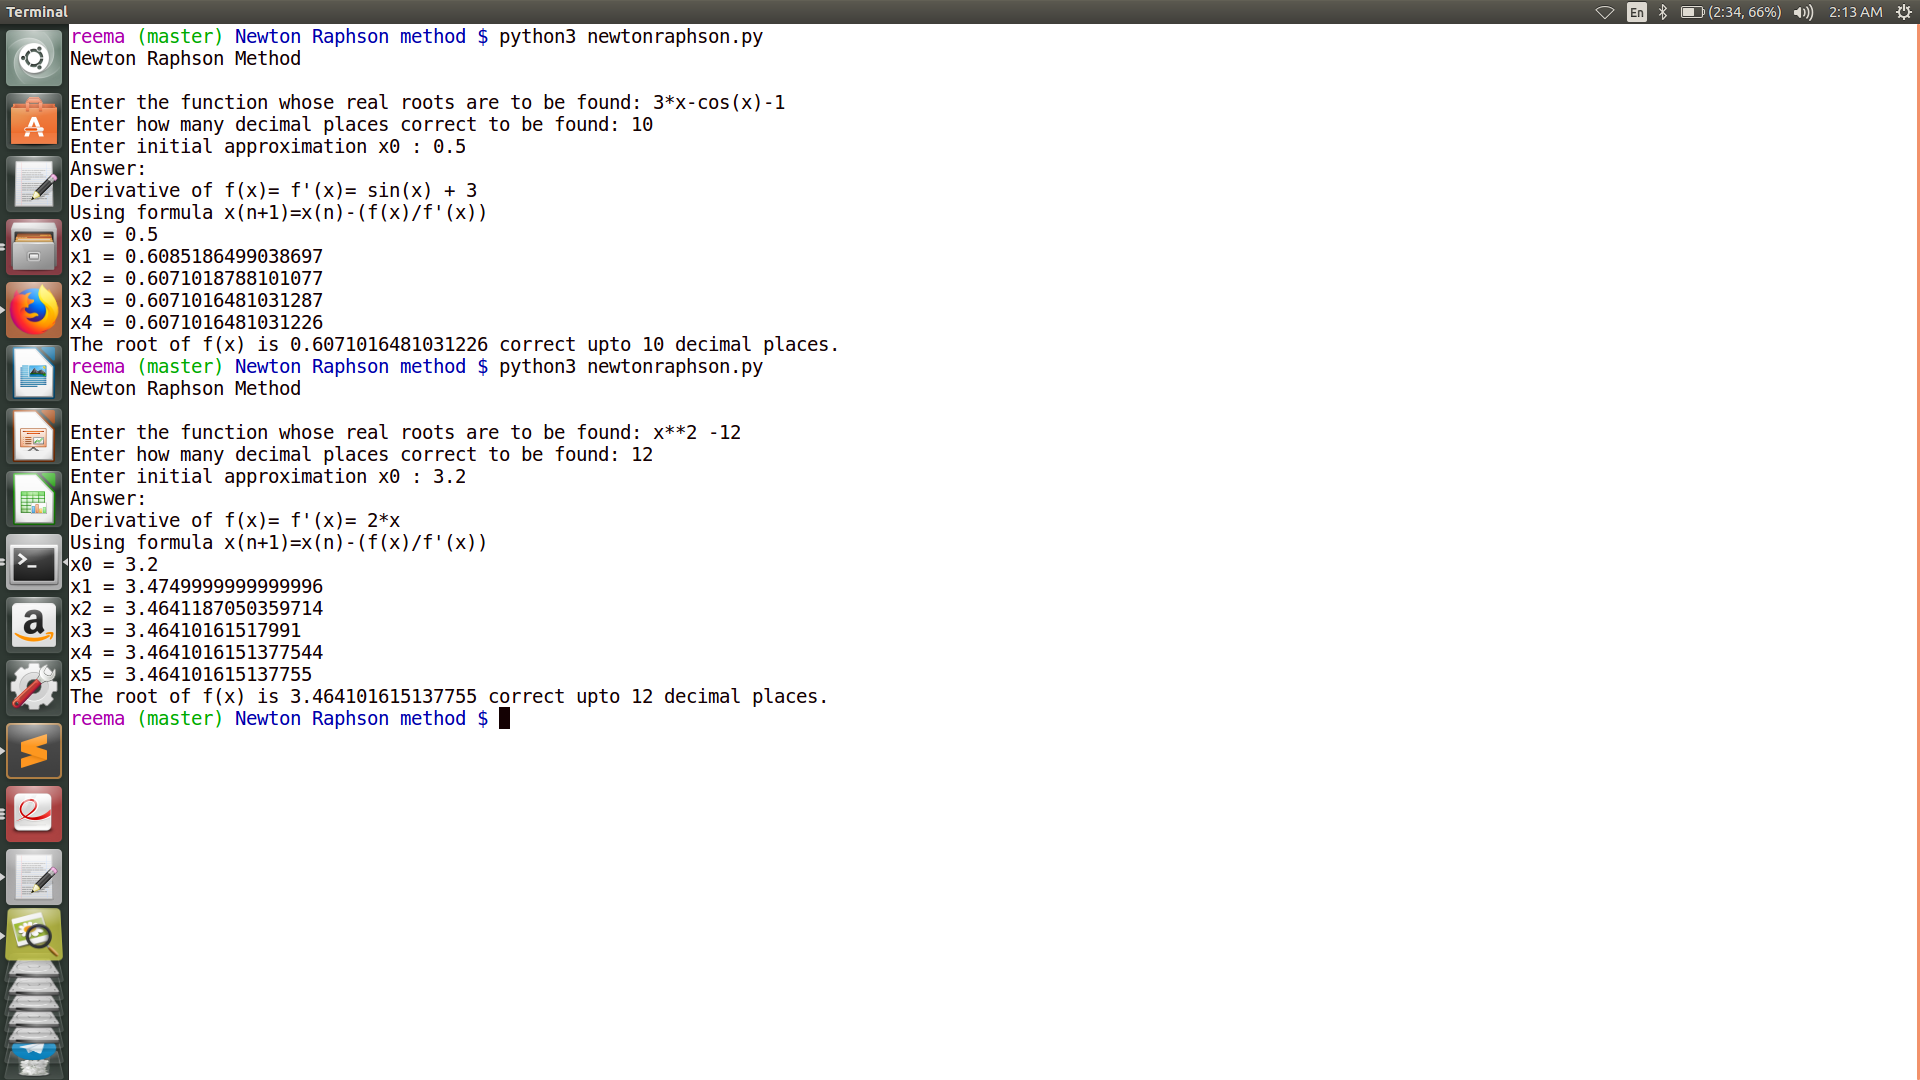 Terminal
En (2:34, 66%) 2:13 AM
reema (master) Newton Raphson method $ python3 newtonraphson.py
Newton Raphson Method
Enter the function whose real roots are to be found: 3*x-cos(x)-1
Enter how many decimal places correct to be found: 10
Enter initial approximation x0 : 0.5
Answer:
Derivative of f(x)= f'(x)= sin(x) + 3
Using formula x(n+1)=x(n)-(f(x)/f'(x))
x0 = 0.5
x1 = 0.6085186499038697
x2 = 0.6071018788101077
x3 = 0.6071016481031287
x4 = 0.6071016481031226
The root of f(x) is 0.6071016481031226 correct upto 10 decimal places.
reema (master) Newton Raphson method $ python3 newtonraphson.py
Newton Raphson Method
Enter the function whose real roots are to be found: x**2 -12
Enter how many decimal places correct to be found: 12
Enter initial approximation x0 : 3.2
Answer:
Derivative of f(x)= f'(x)= 2*x
Using formula x(n+1)=x(n)-(f(x)/f'(x))
x0 = 3.2
x1 = 3.4749999999999996
x2 = 3.4641187050359714
x3 = 3.46410161517991
x4 = 3.4641016151377544
x5 = 3.464101615137755
The root of f(x) is 3.464101615137755 correct upto 12 decimal places.
reema (master) Newton Raphson method $